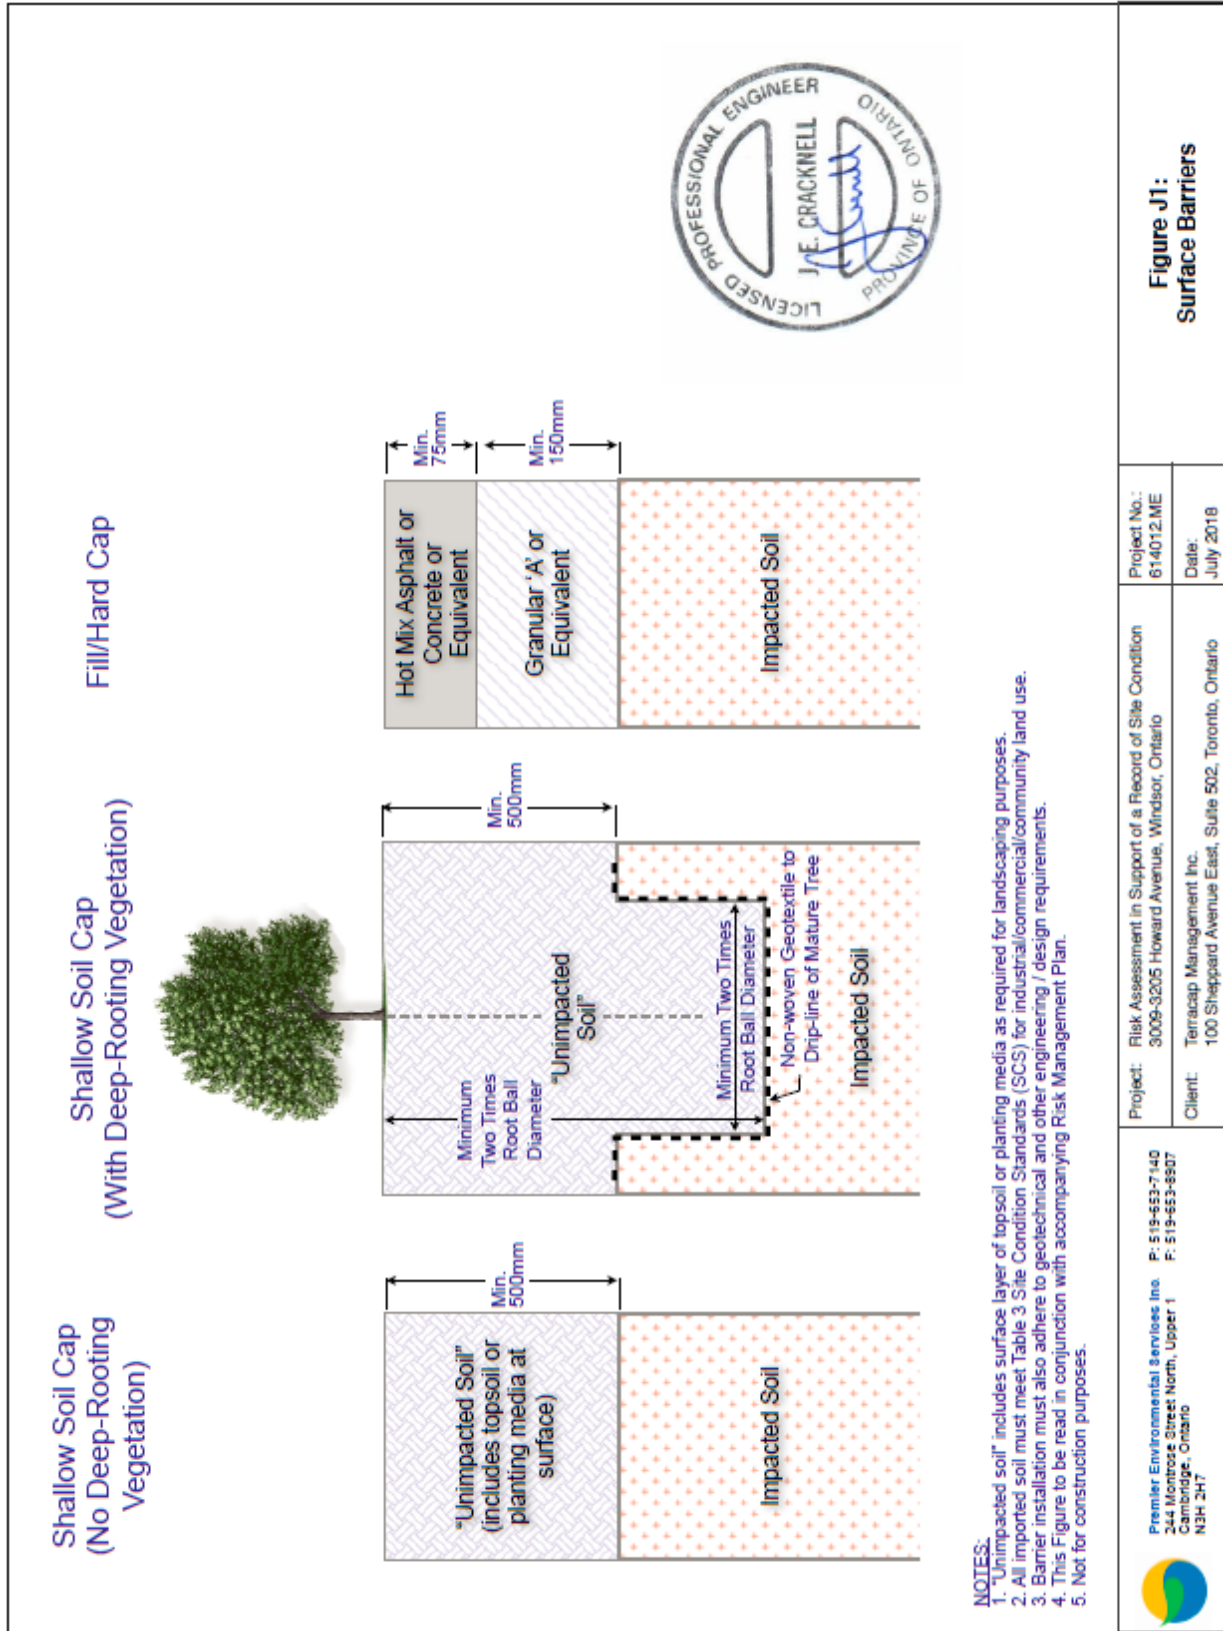 Shallow Soil Cap
(No Deep-Rooting
Vegetation)
"Unimpacted Soil"
(includes topsoil or
planting media at
surface)
Min.
500mm
Impacted Soil
Shallow Soil Cap
(With Deep-Rooting Vegetation)
Minimum
Two Times
Root Ball
Diameter
"Unimpacted
Soil"
Min.
500mm
Minimum Two Times
Root Ball Diameter
Non-woven Geotextile to
Drip-line of Mature Tree
Impacted Soil
Fill/Hard Cap
Hot Mix Asphalt or
Concrete or
Equivalent
Min.
75mm
Granular 'A' or
Equivalent
Min.
150mm
Impacted Soil
LICENSED PROFESSIONAL ENGINEER
J. E. CRACKNELL
PROVINCE OF ONTARIO
NOTES:
1. "Unimpacted soil" includes surface layer of topsoil or planting media as required for landscaping purposes.
2. All imported soil must meet Table 3 Site Condition Standards (SCS) for industrial/commercial/community land use.
3. Barrier installation must also adhere to geotechnical and other engineering / design requirements.
4. This Figure to be read in conjunction with accompanying Risk Management Plan.
5. Not for construction purposes.
Premier Environmental Services Inc. P: 519-653-7140
244 Montrose Street North, Upper 1 F: 519-653-8907
Cambridge, Ontario
N3H 2H7
Project: Risk Assessment in Support of a Record of Site Condition
3009-3205 Howard Avenue, Windsor, Ontario
Client: Terracap Management Inc.
100 Sheppard Avenue East, Suite 502, Toronto, Ontario
Project No.:
614012.ME
Date:
July 2018
Figure J1:
Surface Barriers